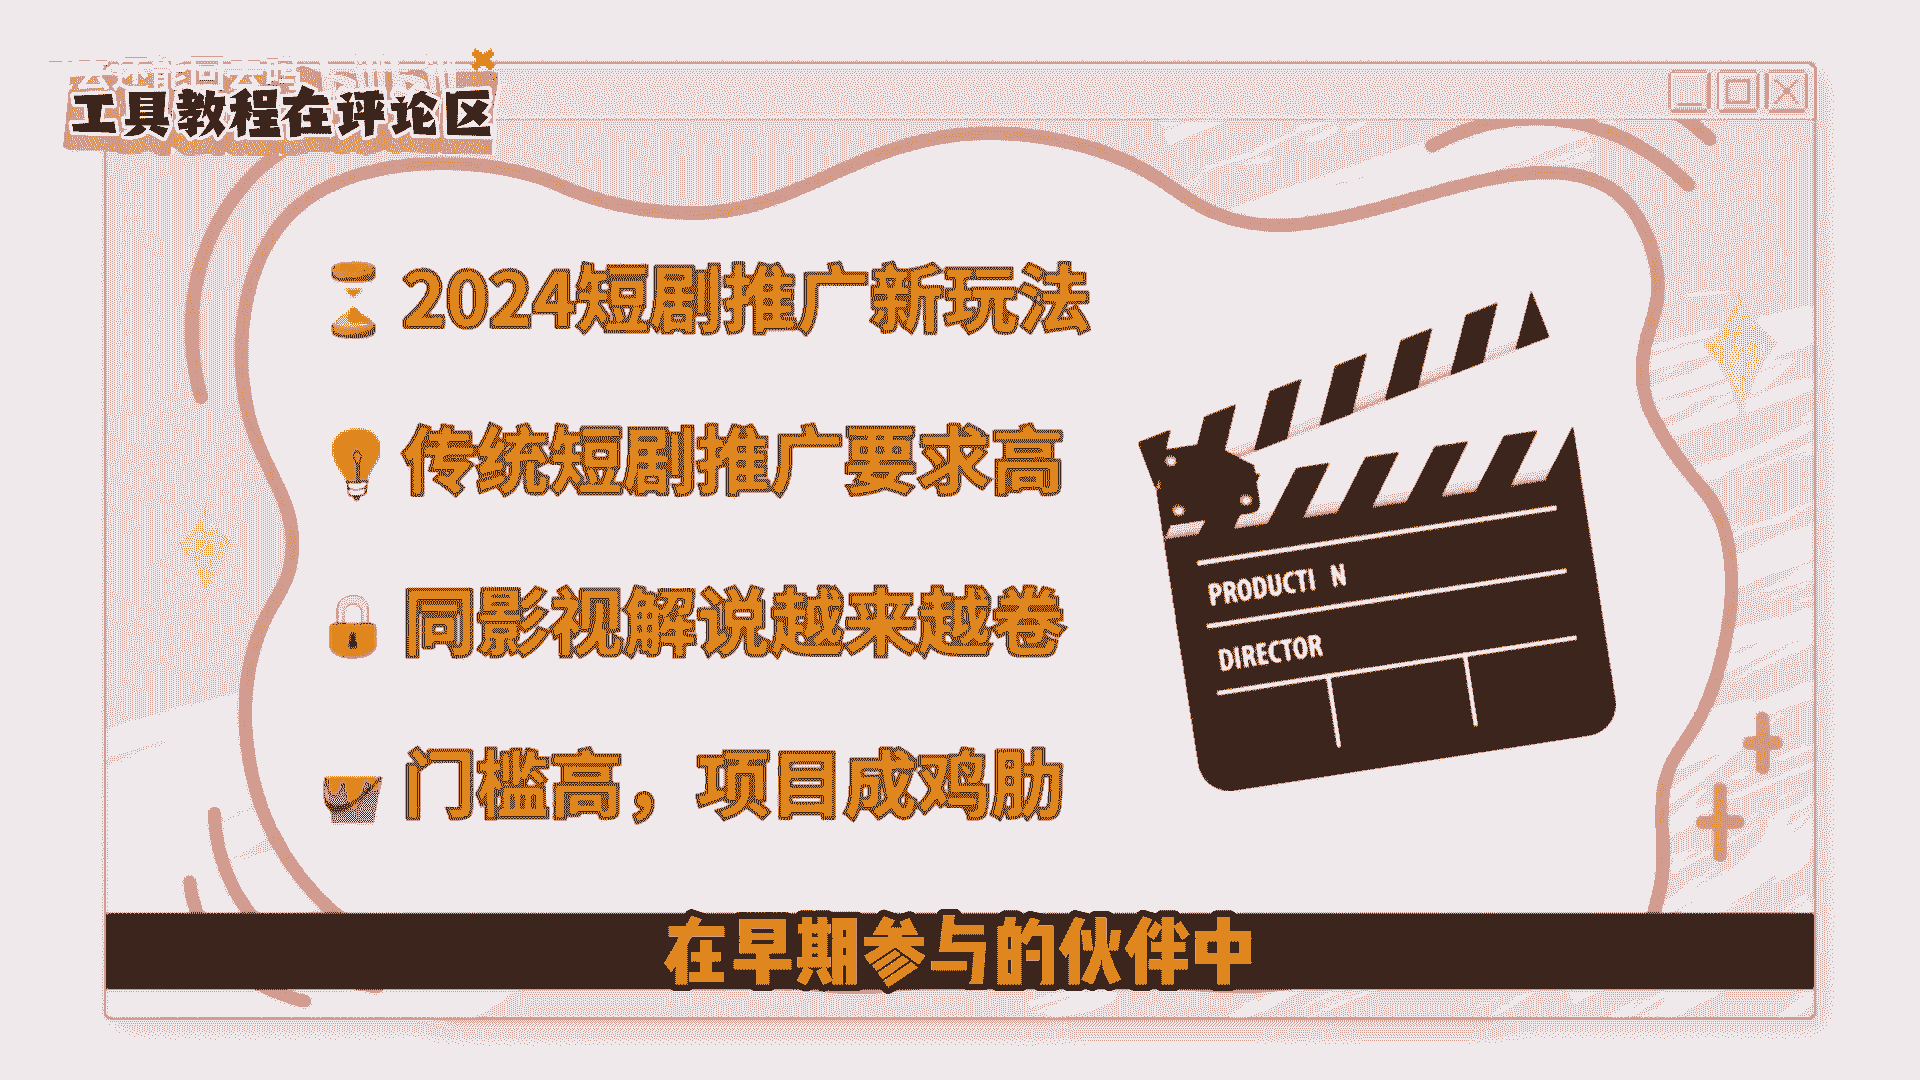 工具教程在评论区
2024短剧推广新玩法
传统短剧推广要求高
同影视解说越来越卷
门槛高，项目成鸡肋
PRODUCTI N
DIRECTOR
在早期参与的伙伴中